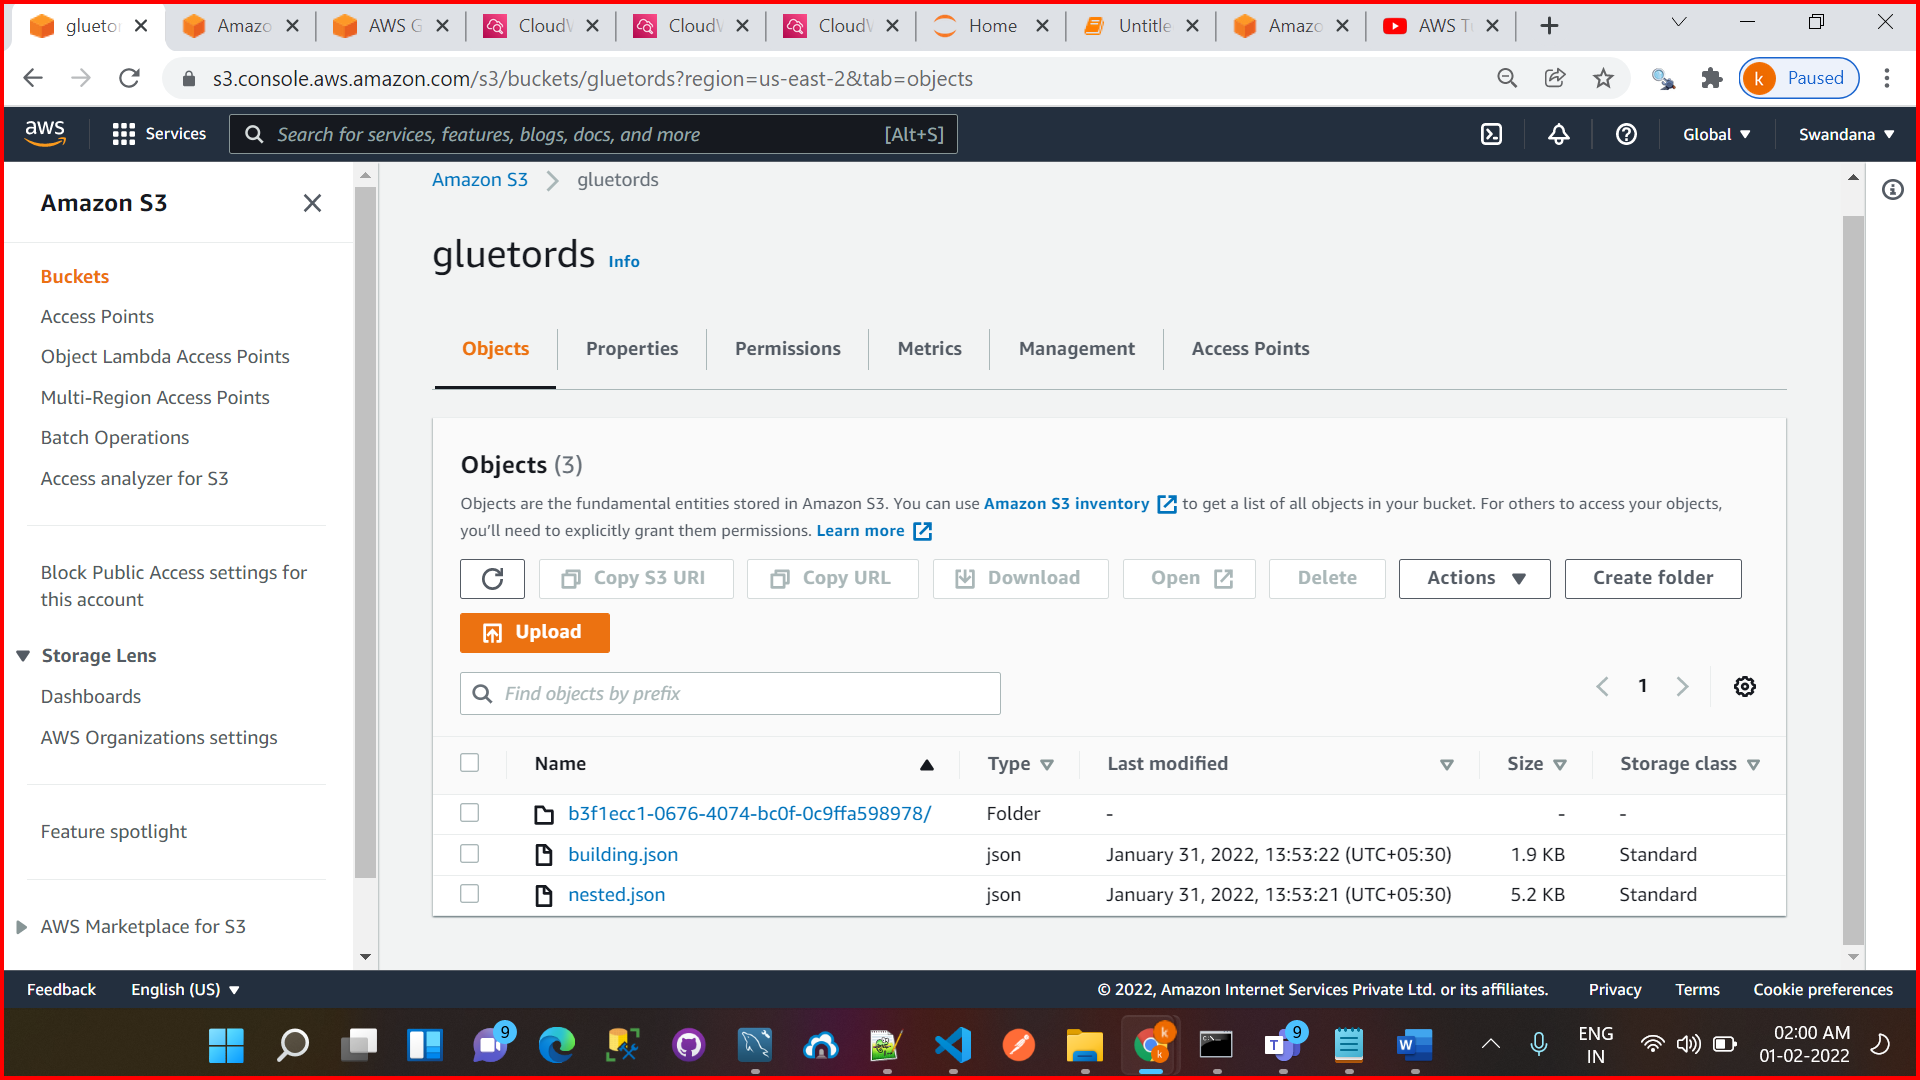 glueto
Amazo
AWS G
CloudW
CloudW
CloudW
Home
Untitle
Amazo
AWS Tu
s3.console.aws.amazon.com/s3/buckets/gluetords?region=us-east-2&tab=objects
k
Paused
aws
Services
Search for services, features, blogs, docs, and more
[Alt+S]
Global
Swandana
Amazon S3
Buckets
Access Points
Object Lambda Access Points
Multi-Region Access Points
Batch Operations
Access analyzer for S3
Block Public Access settings for
this account
Storage Lens
Dashboards
AWS Organizations settings
Feature spotlight
AWS Marketplace for S3
Amazon S3
gluetords
gluetords Info
Objects
Properties
Permissions
Metrics
Management
Access Points
Objects (3)
Objects are the fundamental entities stored in Amazon S3. You can use Amazon S3 inventory to get a list of all objects in your bucket. For others to access your objects,
you'll need to explicitly grant them permissions. Learn more
Copy S3 URI
Copy URL
Download
Open
Delete
Actions
Create folder
Upload
Find objects by prefix
1
Name Type Last modified Size Storage class
b3f1ecc1-0676-4074-bc0f-0c9ffa598978/ Folder - - -
building.json json January 31, 2022, 13:53:22 (UTC+05:30) 1.9 KB Standard
nested.json json January 31, 2022, 13:53:21 (UTC+05:30) 5.2 KB Standard
Feedback
English (US)
© 2022, Amazon Internet Services Private Ltd. or its affiliates.
Privacy
Terms
Cookie preferences
9
k
k
T
9
W
ENG
IN
02:00 AM
01-02-2022